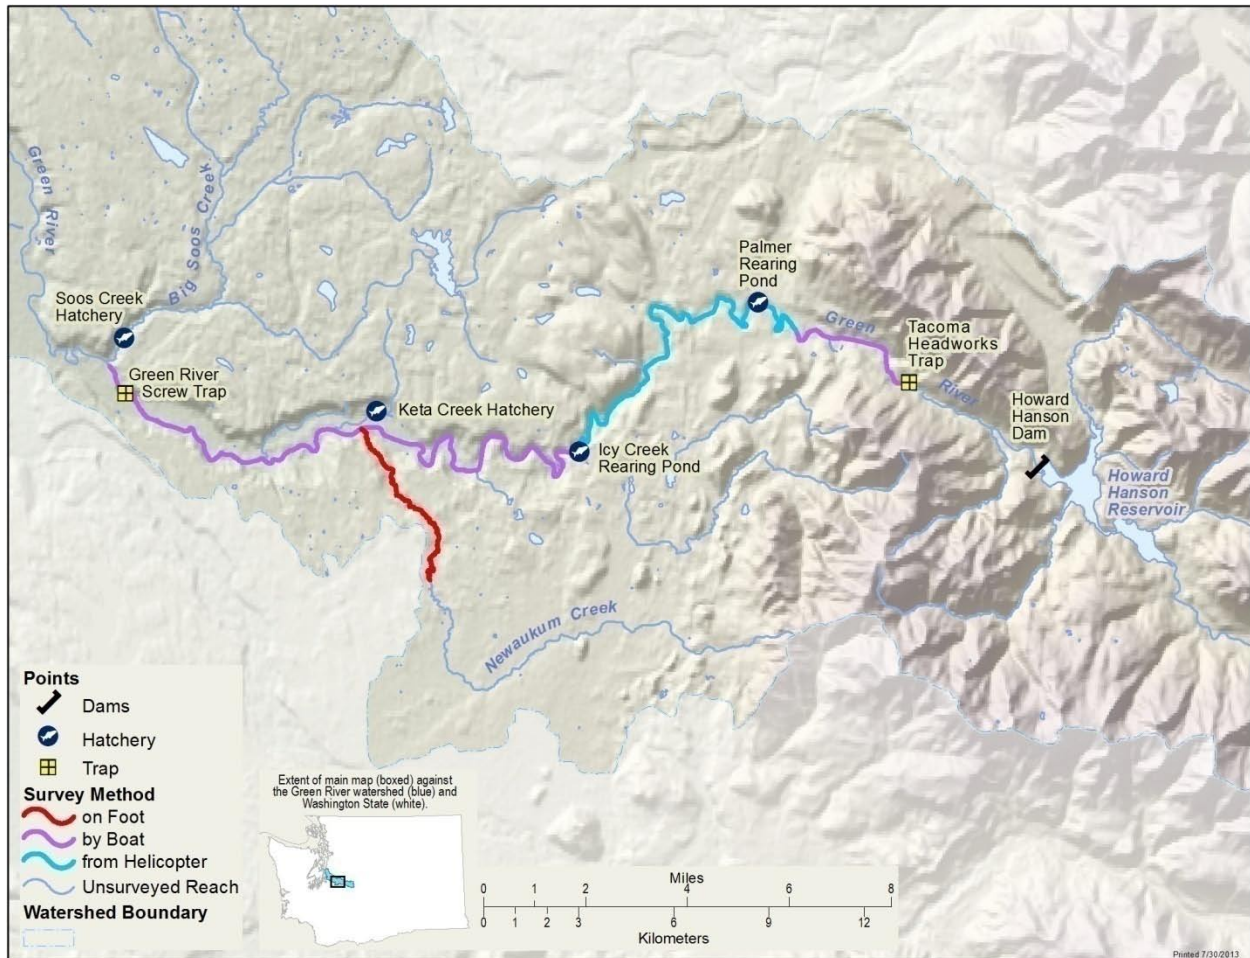 Green River
Big Soos Creek
Soos Creek
Hatchery
Green River
Screw Trap
Keta Creek Hatchery
Icy Creek
Rearing Pond
Palmer
Rearing
Pond
Green
River
Tacoma
Headworks
Trap
Howard
Hanson
Dam
Howard
Hanson
Reservoir
Newaukum Creek
Points
Dams
Hatchery
Trap
Survey Method
on Foot
by Boat
from Helicopter
Unsurveyed Reach
Watershed Boundary
Extent of main map (boxed) against
the Green River watershed (blue) and
Washington State (white).
Miles
0 1 2 4 6 8
0 1 2 3 6 9 12
Kilometers
Printed 7/30/2013